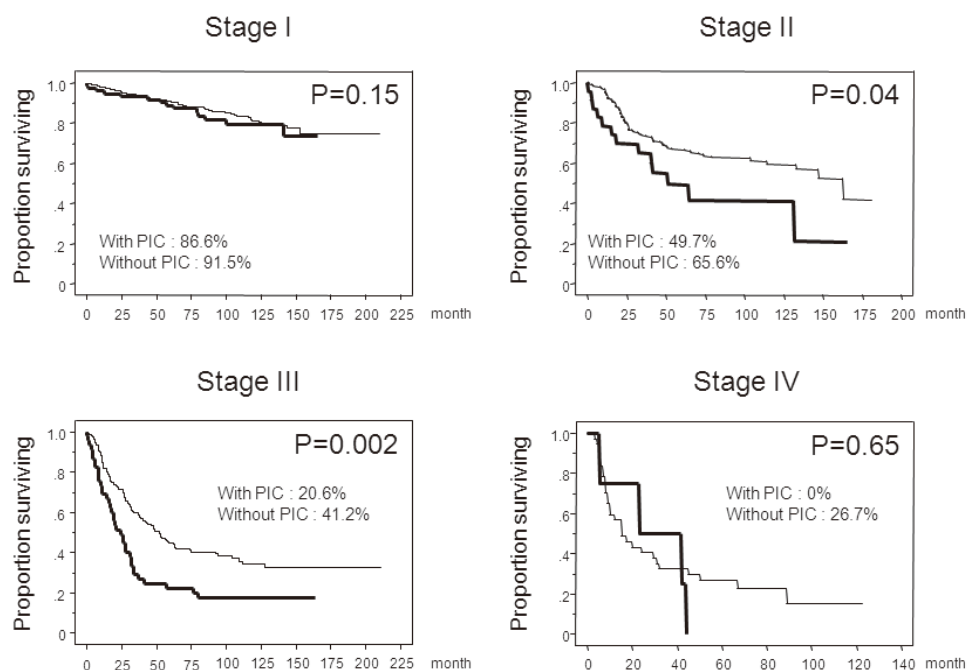 Stage I
Proportion surviving
1.0
.8
.6
.4
.2
0
P=0.15
With PIC : 86.6%
Without PIC : 91.5%
0 25 50 75 100 125 150 175 200 225 month
Stage II
Proportion surviving
1.0
.8
.6
.4
.2
0
P=0.04
With PIC : 49.7%
Without PIC : 65.6%
0 25 50 75 100 125 150 175 200 month
Stage III
Proportion surviving
1.0
.8
.6
.4
.2
0
P=0.002
With PIC : 20.6%
Without PIC : 41.2%
0 25 50 75 100 125 150 175 200 225 month
Stage IV
Proportion surviving
1.0
.8
.6
.4
.2
0
P=0.65
With PIC : 0%
Without PIC : 26.7%
0 20 40 60 80 100 120 140 month